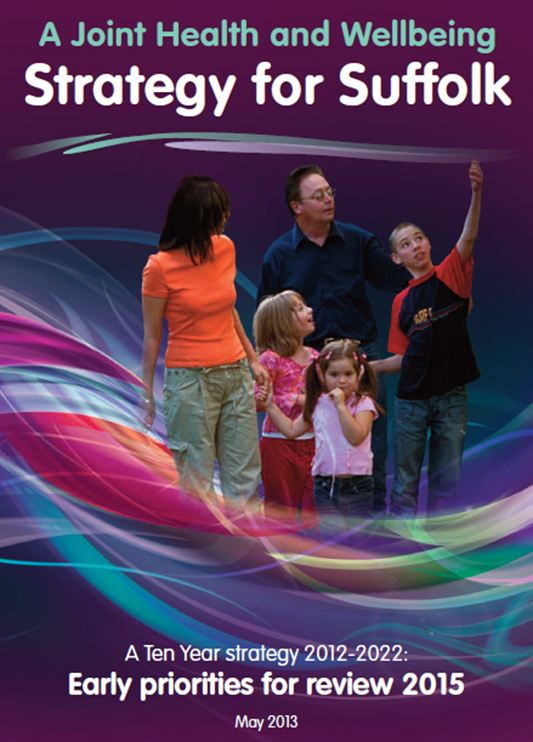 A Joint Health and Wellbeing
Strategy for Suffolk
A Ten Year strategy 2012-2022:
Early priorities for review 2015
May 2013